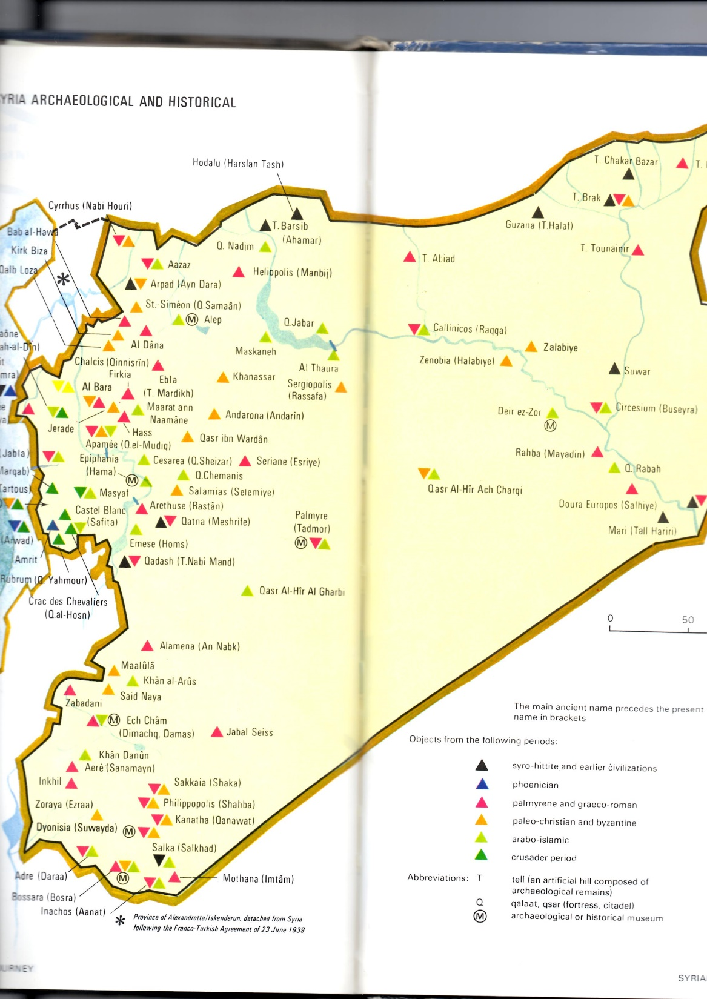 SYRIA ARCHAEOLOGICAL AND HISTORICAL
Hodalu (Harslan Tash)
Cyrrhus (Nabi Houri)
Bab al-Hawa
Kirk Biza
Qalb Loza
T. Barsib
(Ahamar)
Q. Nadjm
Aazaz
Heliopolis (Manbij)
Arpad (Ayn Dara)
St.-Siméon (Q.Samaân)
M Alep
Q.Jabar
Al Dâna
Maskaneh
Al Thaura
Chalcis (Qinnisrîn)
Firkia
Ebla
(T. Mardikh)
Khanassar
Sergiopolis
(Rassafa)
Al Bara
Maarat ann
Naamâne
Andarona (Andarîn)
Jerade
Hass
Apamée (Q.el-Mudiq)
Qasr ibn Wardân
Epiphania
(Hama)
M
Cesarea (Q.Sheizar)
Seriane (Esriye)
Q.Chemanis
Masyaf
Salamias (Selemiye)
Arethuse (Rastân)
Castel Blanc
(Safita)
Qatna (Meshrife)
Palmyre
(Tadmor)
M
Emese (Homs)
(Arwad)
Amrit
Qadash (T.Nabi Mand)
Rubrum (Q. Yahmour)
Crac des Chevaliers
(Q.al-Hosn)
Qasr Al-Hîr Al Gharbi
Alamena (An Nabk)
Maalûlâ
Khân al-Arûs
Said Naya
Zabadani
M Ech Châm
(Dimachq, Damas)
Jabal Seiss
Khân Danûn
Aeré (Sanamayn)
Inkhil
Sakkaia (Shaka)
Zoraya (Ezraa)
Philippopolis (Shahba)
Kanatha (Qanawat)
Dyonisia (Suwayda) M
Salka (Salkhad)
Adre (Daraa)
M
Mothana (Imtâm)
Bossara (Bosra)
Inachos (Aanat)
* Province of Alexandretta/Iskenderun, detached from Syria
following the Franco-Turkish Agreement of 23 June 1939
T. Chakar Bazar
T. Brak
Guzana (T.Halaf)
T. Tounainir
T. Abiad
Callinicos (Raqqa)
Zalabiye
Zenobia (Halabiye)
Suwar
Deir ez-Zor
M
Circesium (Buseyra)
Rahba (Mayadin)
Q. Rabah
Qasr Al-Hîr Ach Charqi
Doura Europos (Salhiye)
Mari (Tall Hariri)
0 50
The main ancient name precedes the present
name in brackets
Objects from the following periods:
syro-hittite and earlier civilizations
phoenician
palmyrene and graeco-roman
paleo-christian and byzantine
arabo-islamic
crusader period
Abbreviations: T tell (an artificial hill composed of
archaeological remains)
Q qalaat, qsar (fortress, citadel)
M archaeological or historical museum